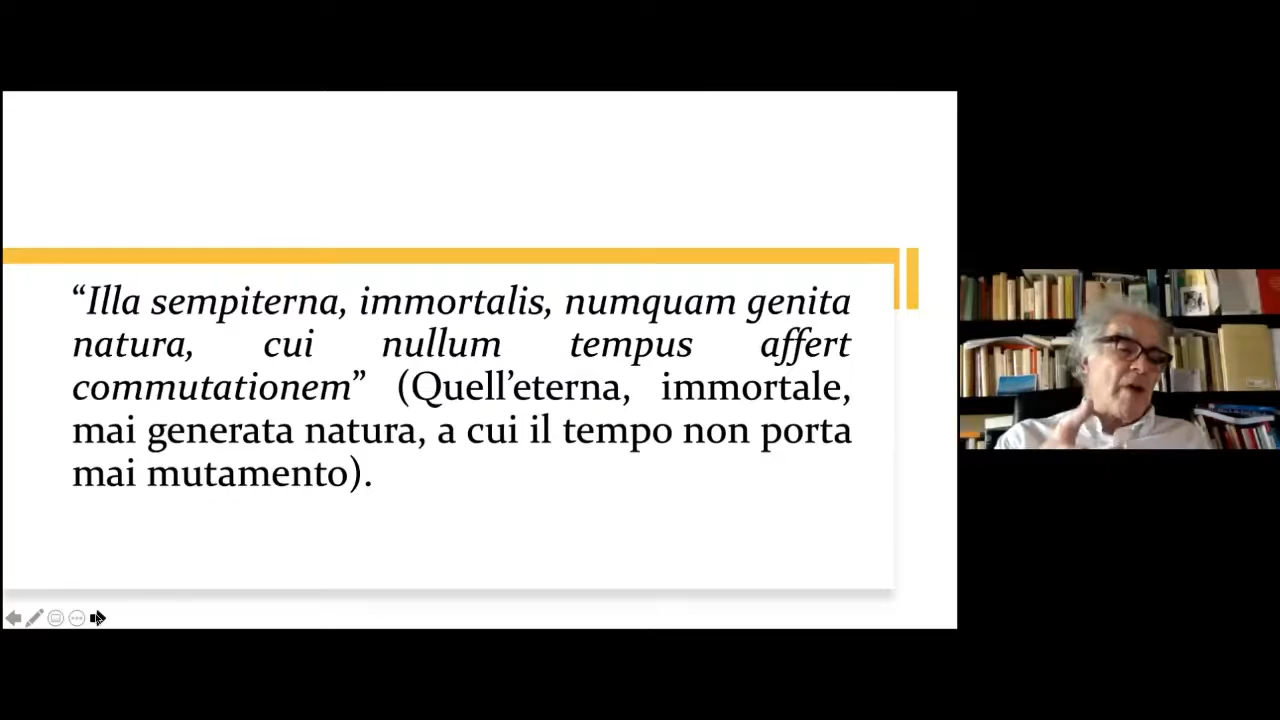 “Illa sempiterna, immortalis, numquam genita
natura, cui nullum tempus affert
commutationem” (Quell’eterna, immortale,
mai generata natura, a cui il tempo non porta
mai mutamento).